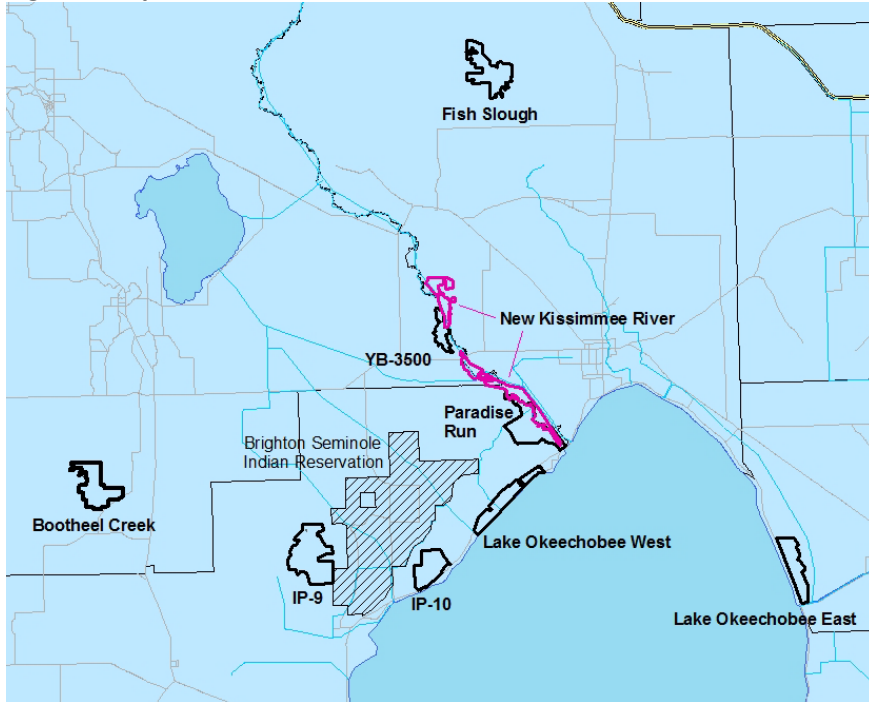 Fish Slough
New Kissimmee River
YB-3500
Paradise
Run
Brighton Seminole
Indian Reservation
Bootheel Creek
Lake Okeechobee West
IP-9
IP-10
Lake Okeechobee East